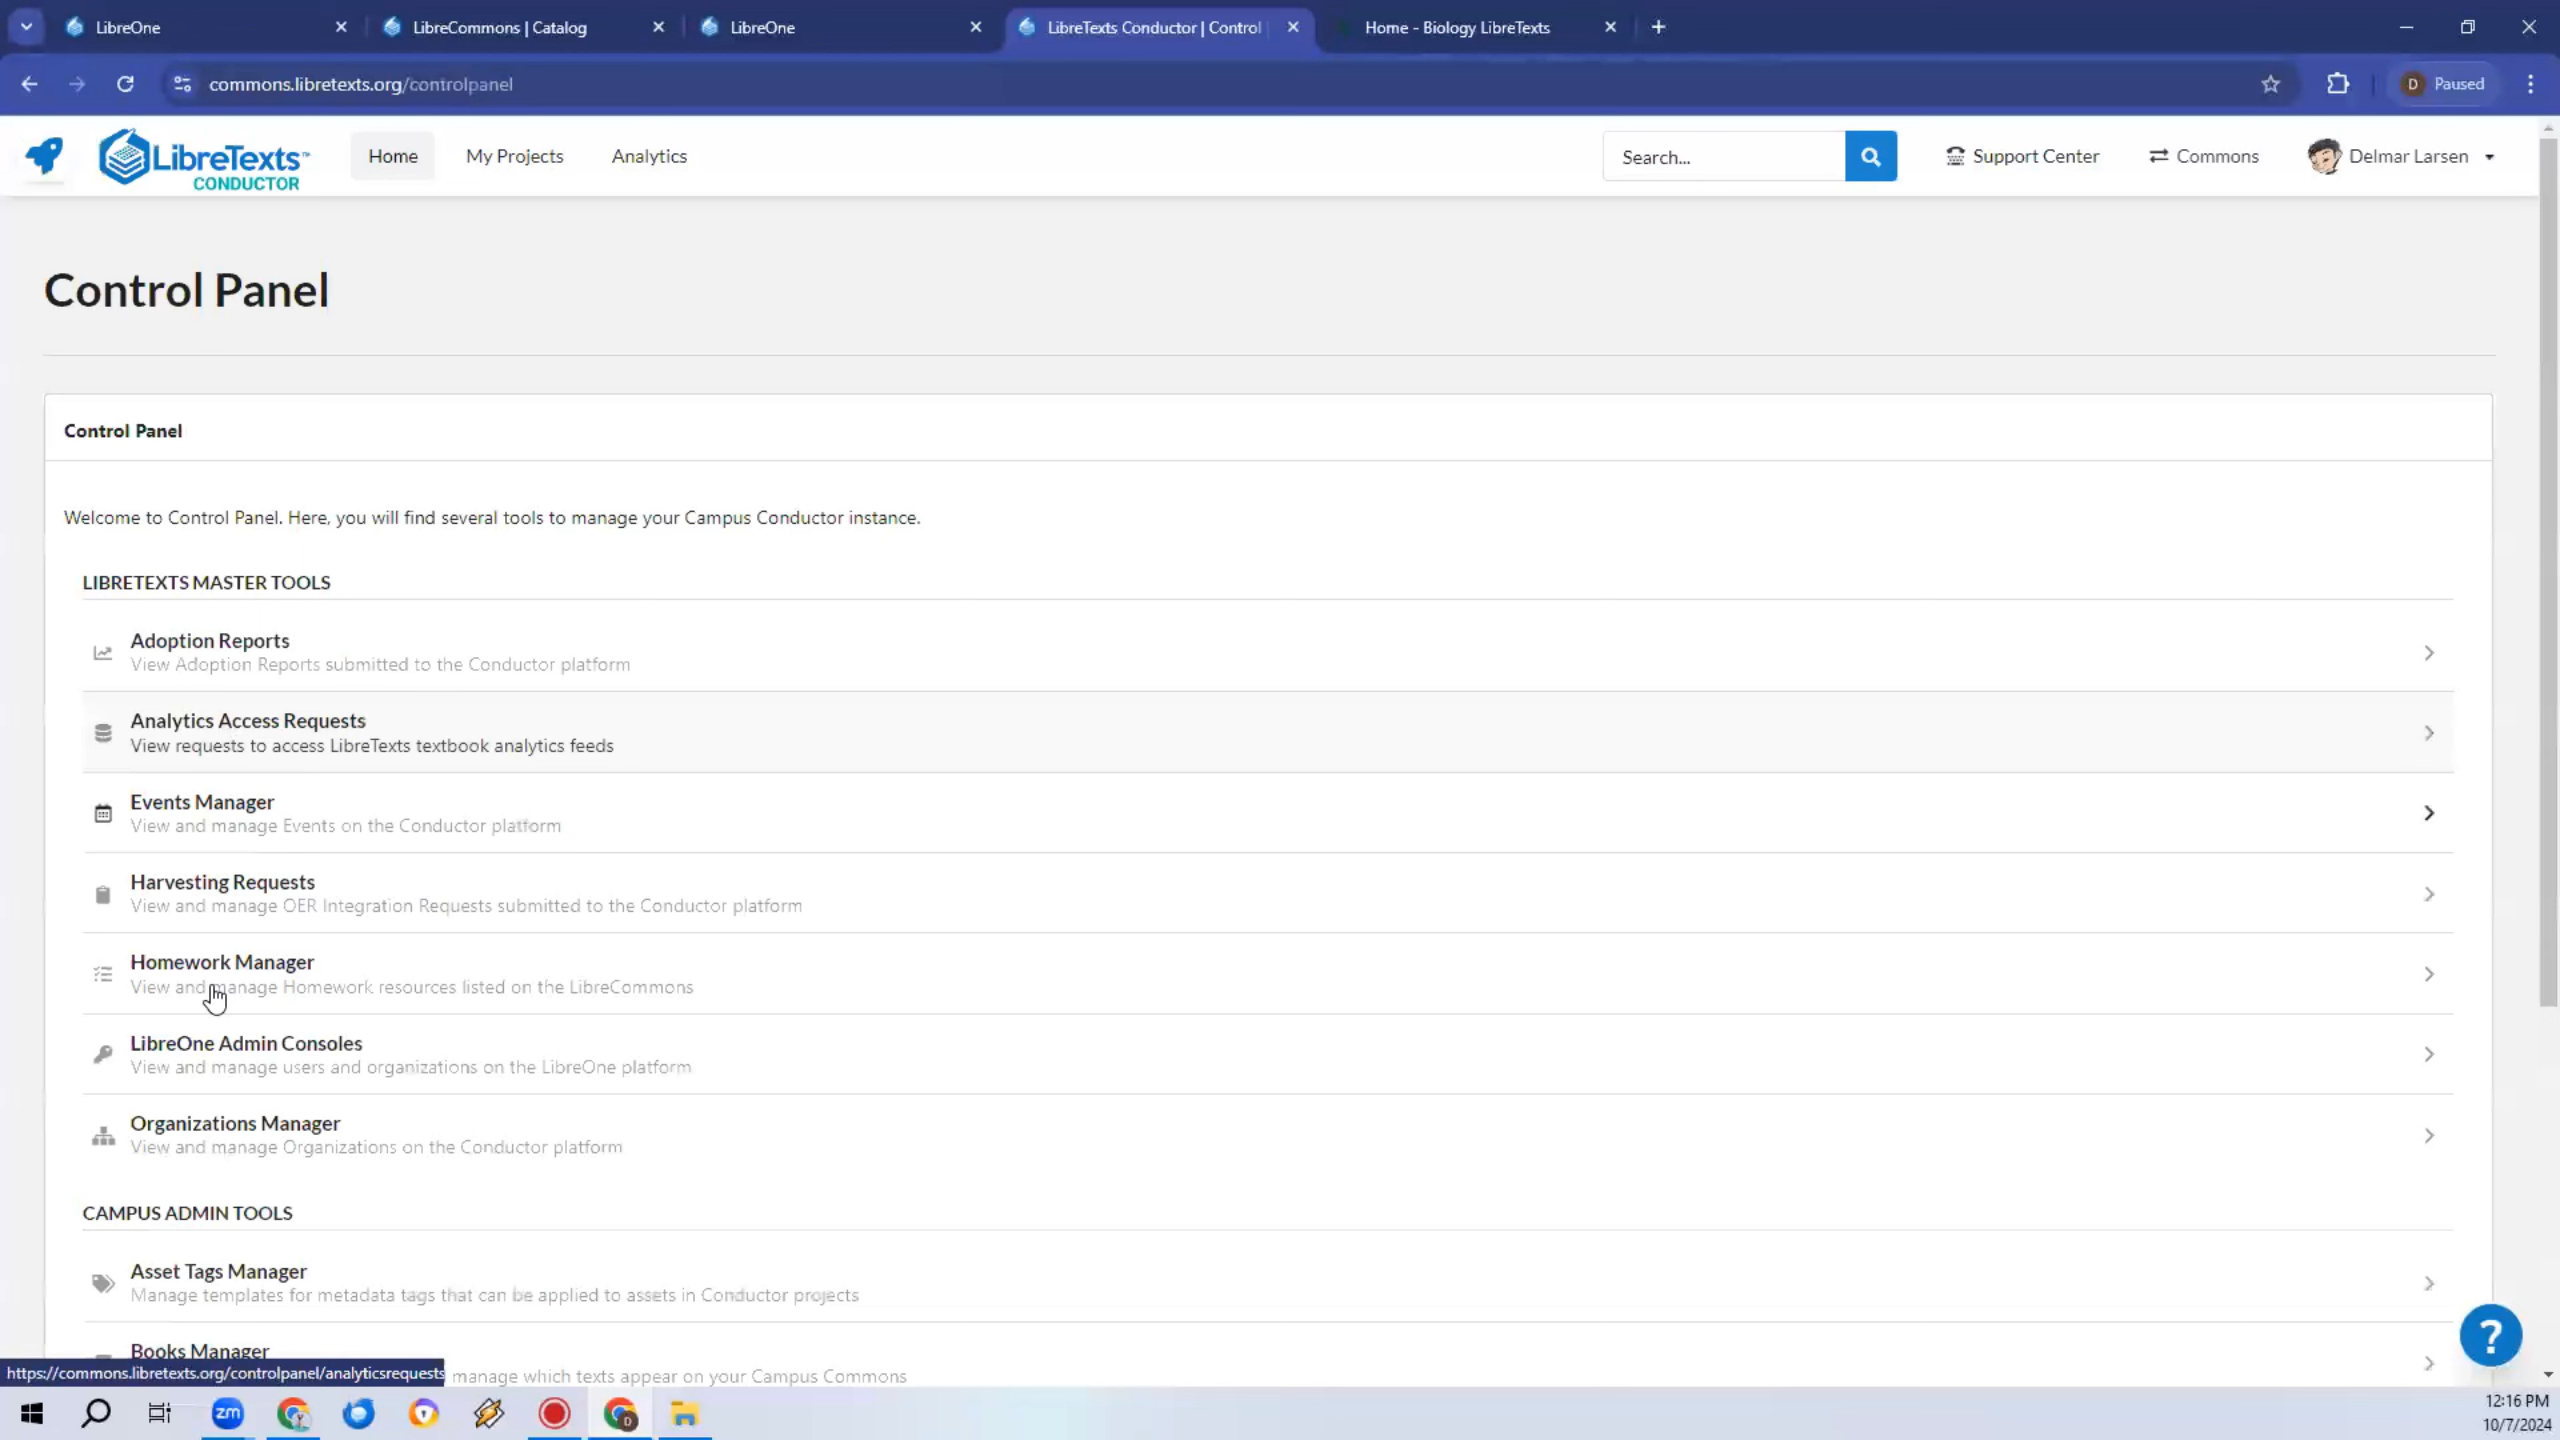 LibreOne
LibreCommons | Catalog
LibreOne
LibreTexts Conductor | Control
Home - Biology LibreTexts
commons.libretexts.org/controlpanel
D Paused
LibreTexts™
CONDUCTOR
Home
My Projects
Analytics
Search...
Support Center
Commons
Delmar Larsen
Control Panel
Control Panel
Welcome to Control Panel. Here, you will find several tools to manage your Campus Conductor instance.
LIBRETEXTS MASTER TOOLS
Adoption Reports
View Adoption Reports submitted to the Conductor platform
Analytics Access Requests
View requests to access LibreTexts textbook analytics feeds
Events Manager
View and manage Events on the Conductor platform
Harvesting Requests
View and manage OER Integration Requests submitted to the Conductor platform
Homework Manager
View and manage Homework resources listed on the LibreCommons
LibreOne Admin Consoles
View and manage users and organizations on the LibreOne platform
Organizations Manager
View and manage Organizations on the Conductor platform
CAMPUS ADMIN TOOLS
Asset Tags Manager
Manage templates for metadata tags that can be applied to assets in Conductor projects
Books Manager
manage which texts appear on your Campus Commons
?
https://commons.libretexts.org/controlpanel/analyticsrequests
zm
D
12:16 PM
10/7/2024